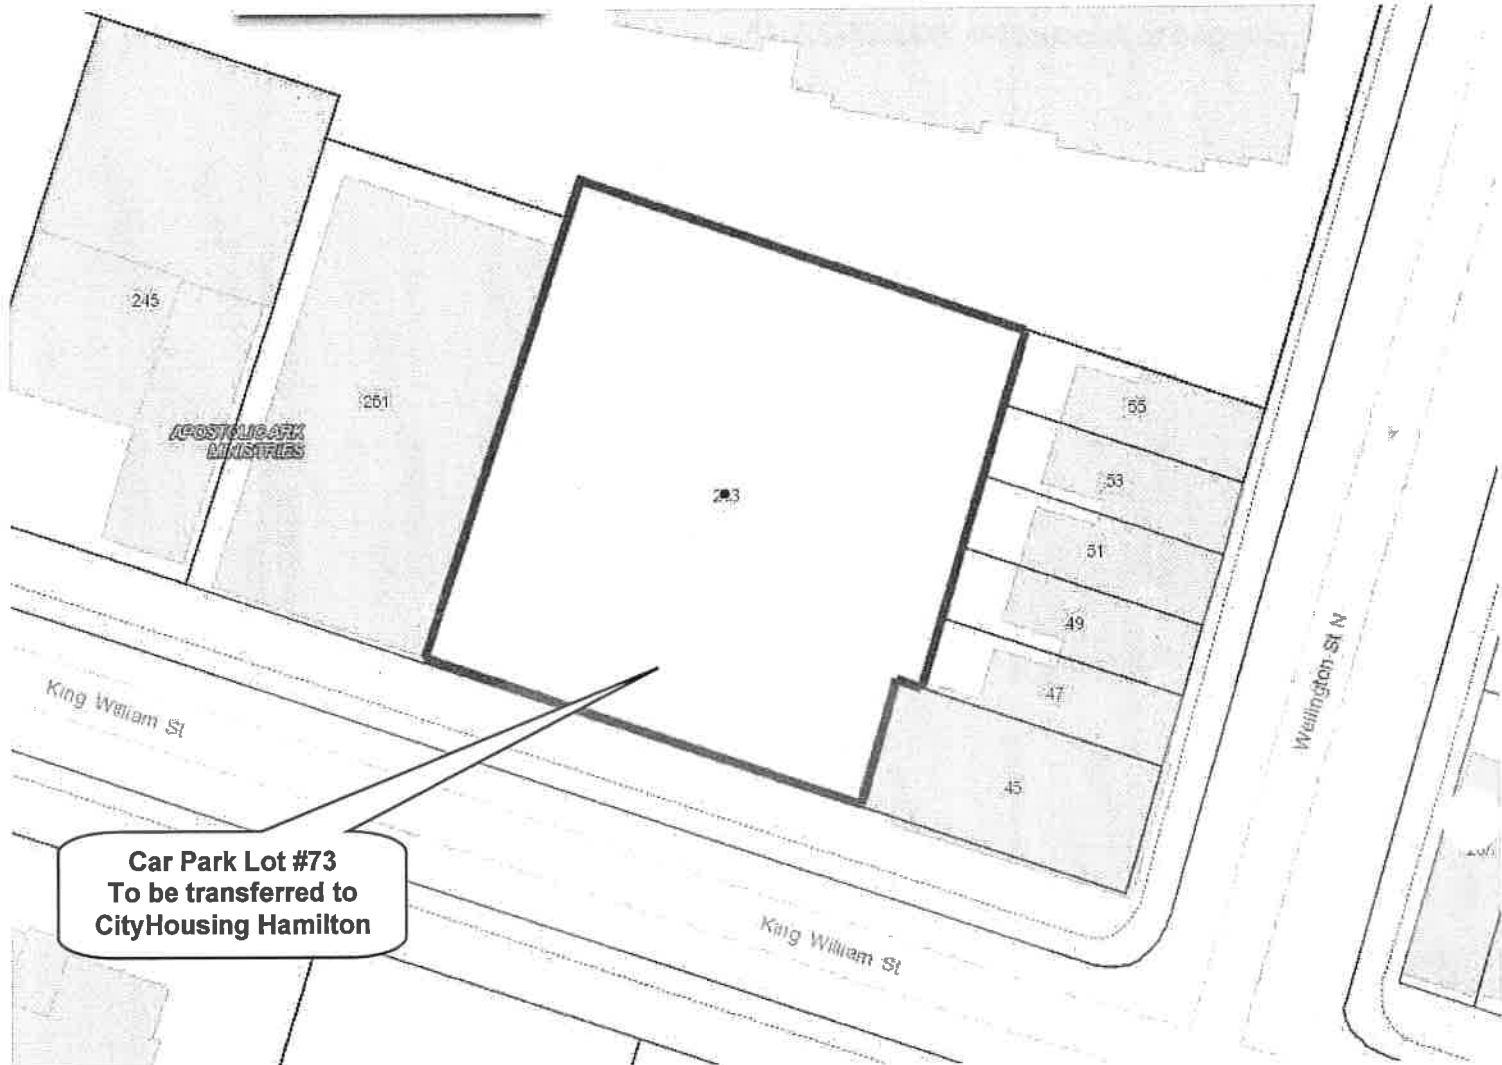 245
251
APOSTOLIC ARK
MINISTRIES
55
53
51
49
47
45
King William St
Wellington St N
Car Park Lot #73
To be transferred to
CityHousing Hamilton
King William St